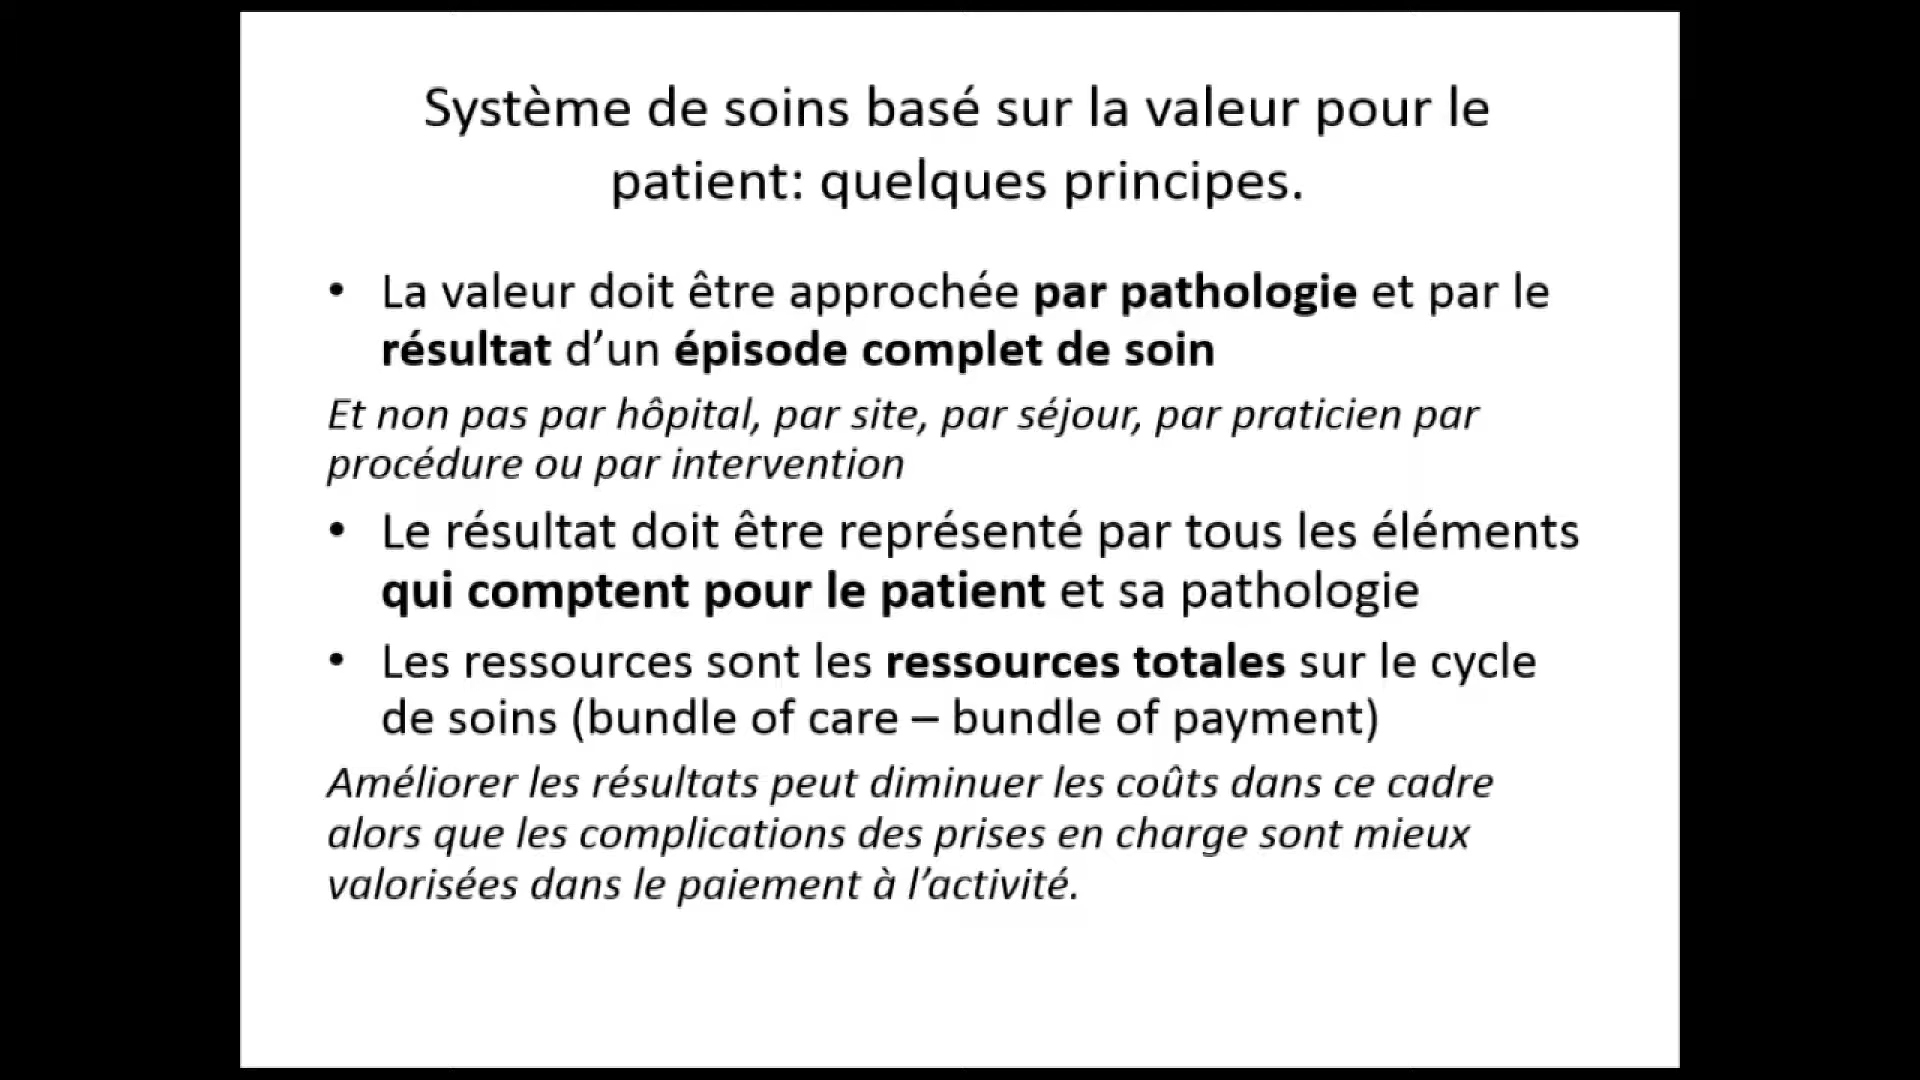 Système de soins basé sur la valeur pour le
patient: quelques principes.
• La valeur doit être approchée par pathologie et par le
résultat d’un épisode complet de soin
Et non pas par hôpital, par site, par séjour, par praticien par
procédure ou par intervention
• Le résultat doit être représenté par tous les éléments
qui comptent pour le patient et sa pathologie
• Les ressources sont les ressources totales sur le cycle
de soins (bundle of care – bundle of payment)
Améliorer les résultats peut diminuer les coûts dans ce cadre
alors que les complications des prises en charge sont mieux
valorisées dans le paiement à l’activité.